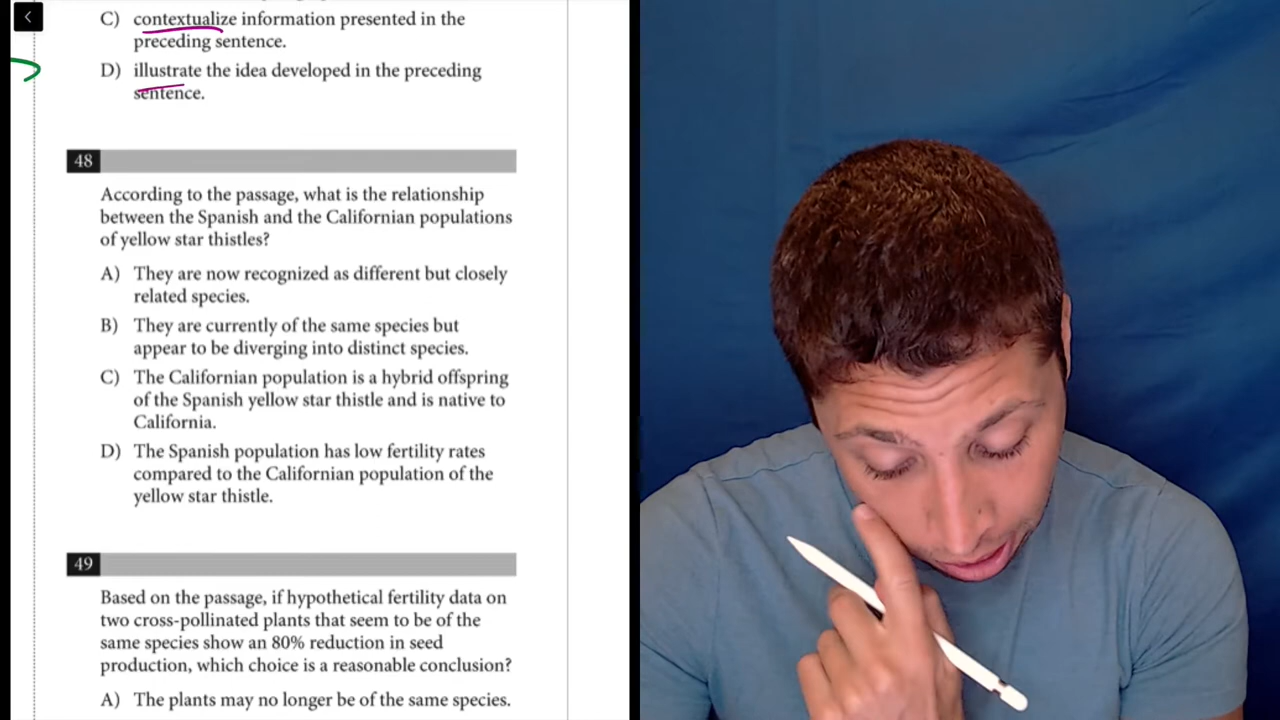 C) contextualize information presented in the
preceding sentence.
D) illustrate the idea developed in the preceding
sentence.
48
According to the passage, what is the relationship
between the Spanish and the Californian populations
of yellow star thistles?
A) They are now recognized as different but closely
related species.
B) They are currently of the same species but
appear to be diverging into distinct species.
C) The Californian population is a hybrid offspring
of the Spanish yellow star thistle and is native to
California.
D) The Spanish population has low fertility rates
compared to the Californian population of the
yellow star thistle.
49
Based on the passage, if hypothetical fertility data on
two cross-pollinated plants that seem to be of the
same species show an 80% reduction in seed
production, which choice is a reasonable conclusion?
A) The plants may no longer be of the same species.